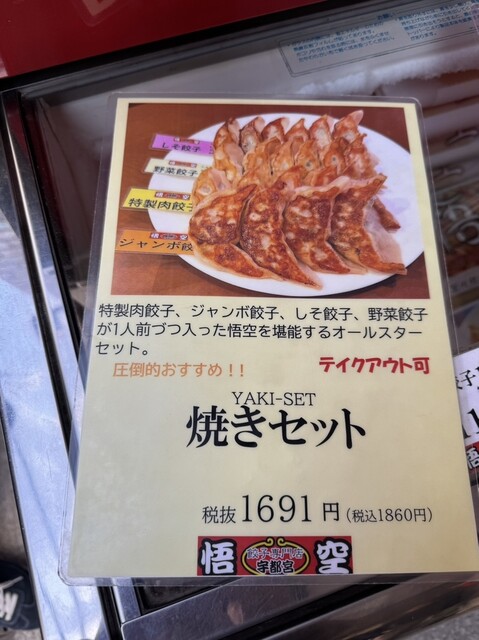 しそ餃子
野菜餃子
特製肉餃子
ジャンボ餃
特製肉餃子、ジャンボ餃子、しそ餃子、野菜餃子
が1人前づつ入った悟空を堪能するオールスター
セット。
圧倒的おすすめ！！
テイクアウト可
YAKI-SET
焼きセット
税抜1691円(税込1860円)
悟 餃子専門店 空
宇都宮